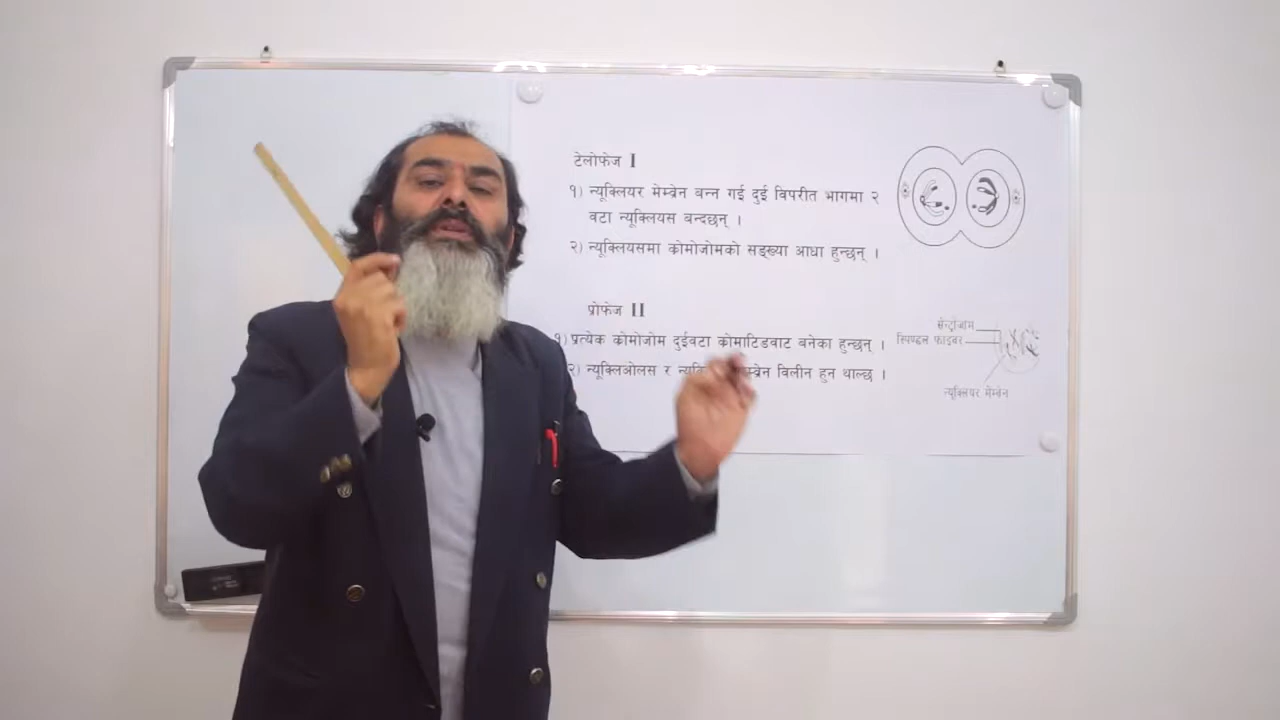 टेलोफेज I
१) न्यूक्लियर मेम्ब्रेन बन्न गई दुई विपरीत भागमा २
वटा न्यूक्लियस बन्दछन् ।
२) न्यूक्लियसमा क्रोमोजोमको सङ्ख्या आधा हुन्छन् ।
प्रोफेज II
१) प्रत्येक क्रोमोजोम दुईवटा क्रोमाटिडवाट बनेका हुन्छन् ।
२) न्यूक्लिओलस र विलीन हुन थाल्छ ।
सेन्ट्रोजोम
स्पिण्डल फाइबर
न्यूक्लियर मेम्ब्रेन